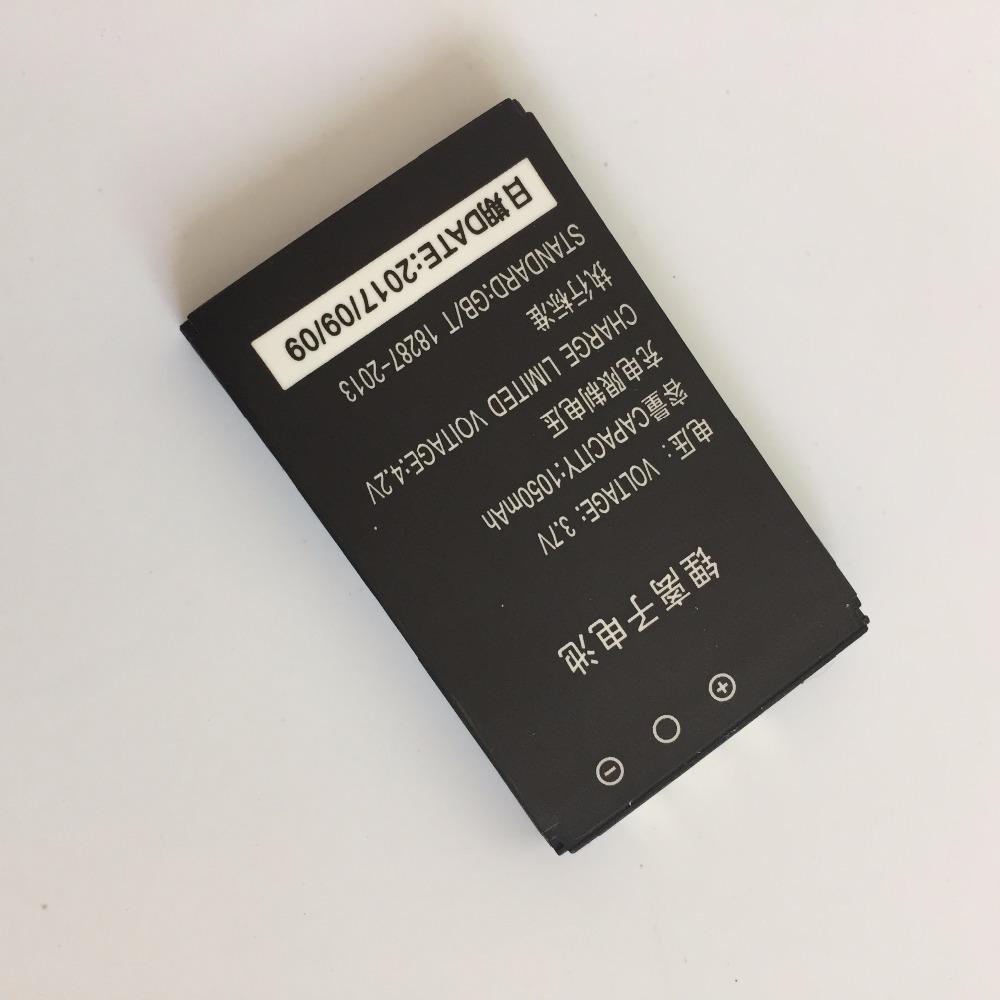 锂离子电池
电压: VOLTAGE: 3.7V
容量CAPACITY:1050mAh
充电限制电压
CHARGE LIMITED VOITAGE:4.2V
执行标准
STANDARD:GB/T 18287-2013
日期DATE:2017/09/09